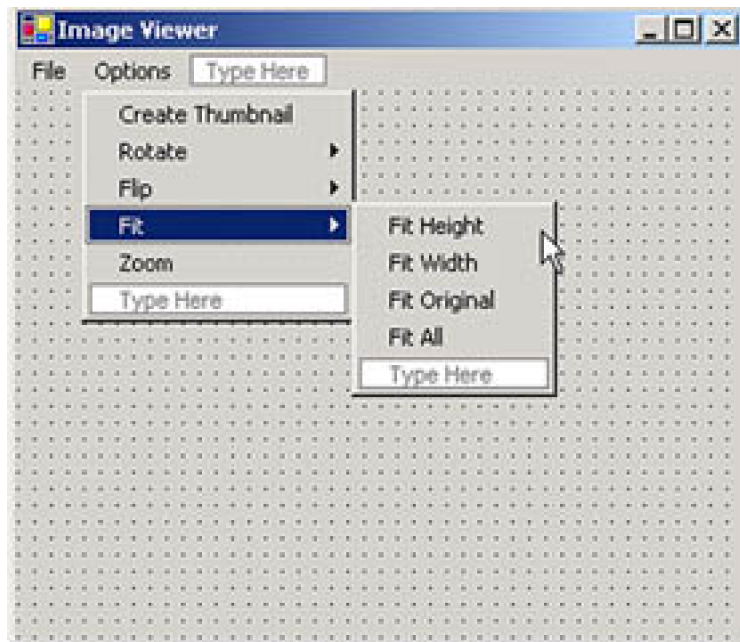 Image Viewer
File Options Type Here
Create Thumbnail
Rotate
Flip
Fit
Zoom
Type Here
Fit Height
Fit Width
Fit Original
Fit All
Type Here